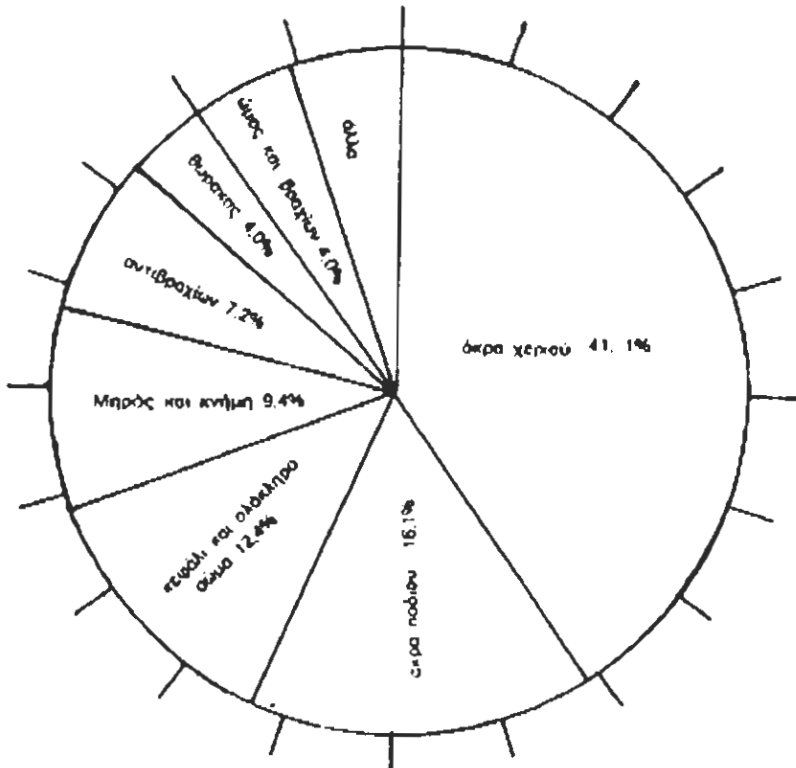 άλλα
ώμος και βραχίων 4.0%
θώρακας 4.0%
αντιβραχίων 7.2%
Μηρός και κνήμη 9.4%
κεφάλι και ολόκληρο
σώμα 12.4%
άκρα ποδιού 16.1%
άκρα χεριού 41.1%